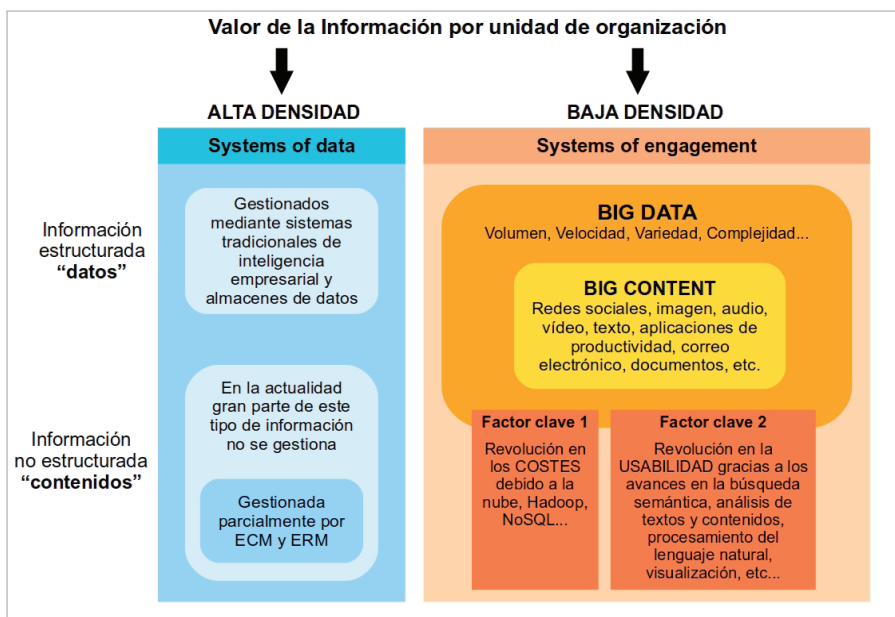 Valor de la Información por unidad de organización
ALTA DENSIDAD
BAJA DENSIDAD
Systems of data
Systems of engagement
Información
estructurada
“datos”
Gestionados
mediante sistemas
tradicionales de
inteligencia
empresarial y
almacenes de datos
BIG DATA
Volumen, Velocidad, Variedad, Complejidad...
BIG CONTENT
Redes sociales, imagen, audio,
vídeo, texto, aplicaciones de
productividad, correo
electrónico, documentos, etc.
Información
no estructurada
“contenidos”
En la actualidad
gran parte de este
tipo de información
no se gestiona
Gestionada
parcialmente por
ECM y ERM
Factor clave 1
Revolución en
los COSTES
debido a la
nube, Hadoop,
NoSQL...
Factor clave 2
Revolución en la
USABILIDAD gracias a los
avances en la búsqueda
semántica, análisis de
textos y contenidos,
procesamiento del
lenguaje natural,
visualización, etc...